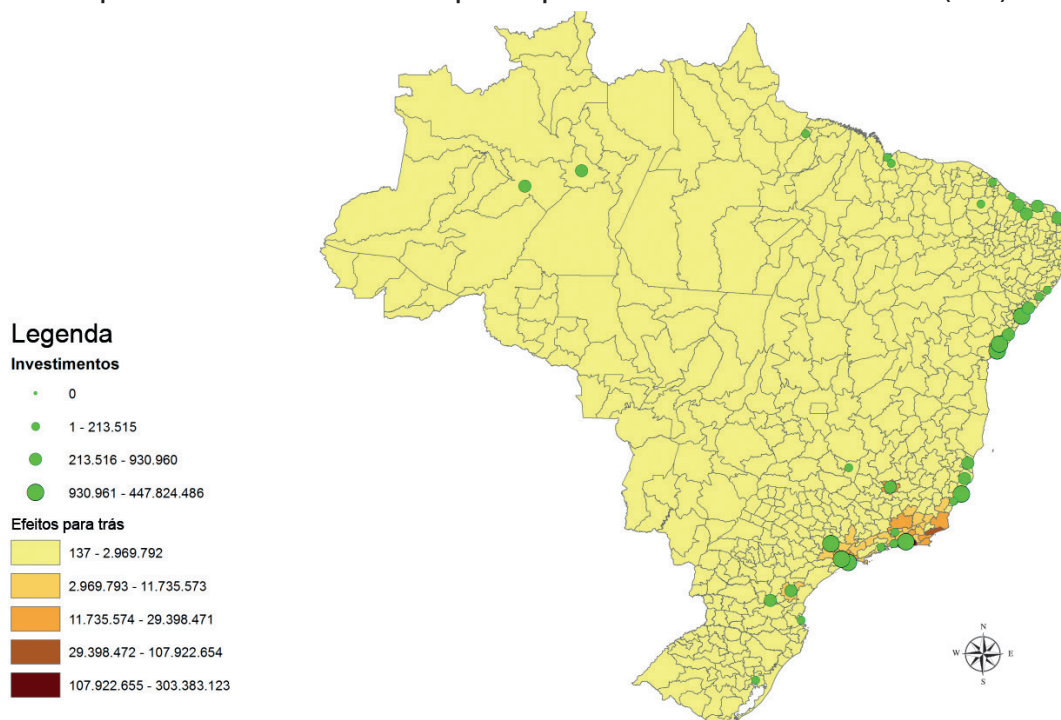 Legenda
Investimentos
0
1 - 213.515
213.516 - 930.960
930.961 - 447.824.486
Efeitos para trás
137 - 2.969.792
2.969.793 - 11.735.573
11.735.574 - 29.398.471
29.398.472 - 107.922.654
107.922.655 - 303.383.123
N
W E
S